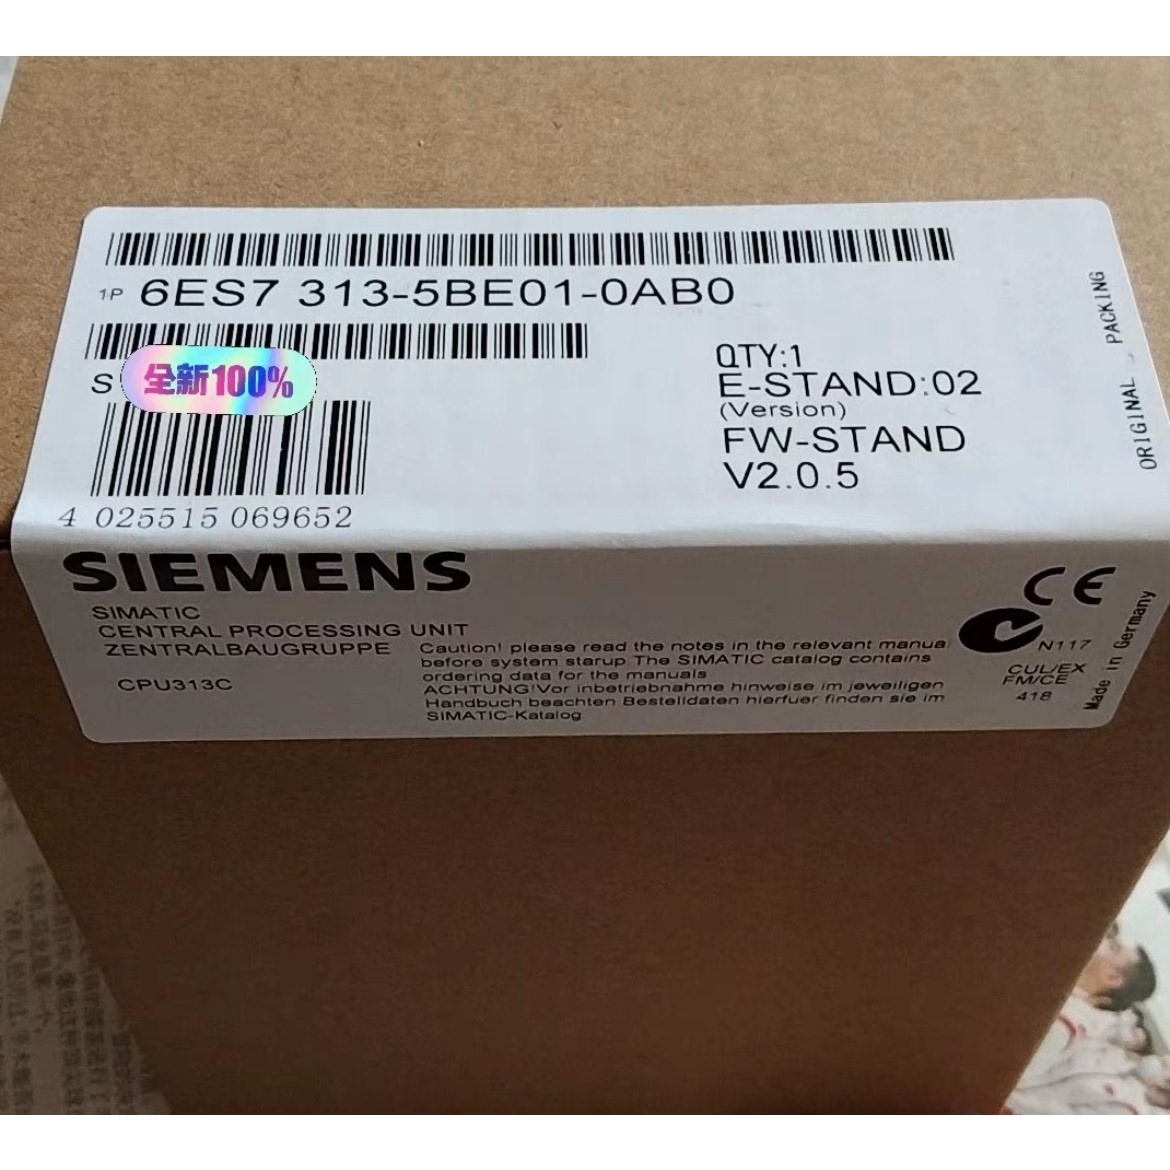 1P 6ES7 313-5BE01-0AB0
S
全新100%
4 025515 069652
QTY:1
E-STAND:02
(Version)
FW-STAND
V2.0.5
ORIGINAL PACKING
SIEMENS
SIMATIC
CENTRAL PROCESSING UNIT
ZENTRALBAUGRUPPE
CPU313C
Caution! please read the notes in the relevant manual
before system starup The SIMATIC catalog contains
ordering data for the manuals
ACHTUNG!Vor inbetriebnahme hinweise im jeweiligen
Handbuch beachten Bestelldaten hierfuer finden sie im
SIMATIC-Katalog
CE
N117
CUL/EX
FM/CE
418
Made in Germany